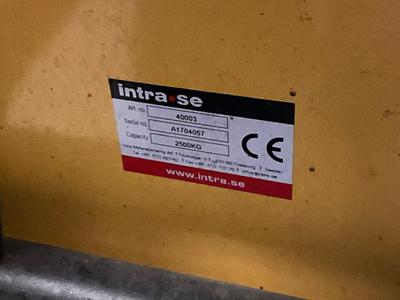 intra.se
Art. no. 40003
Serial no. A1704057
Capacity 2500KG
CE
www.intra.se